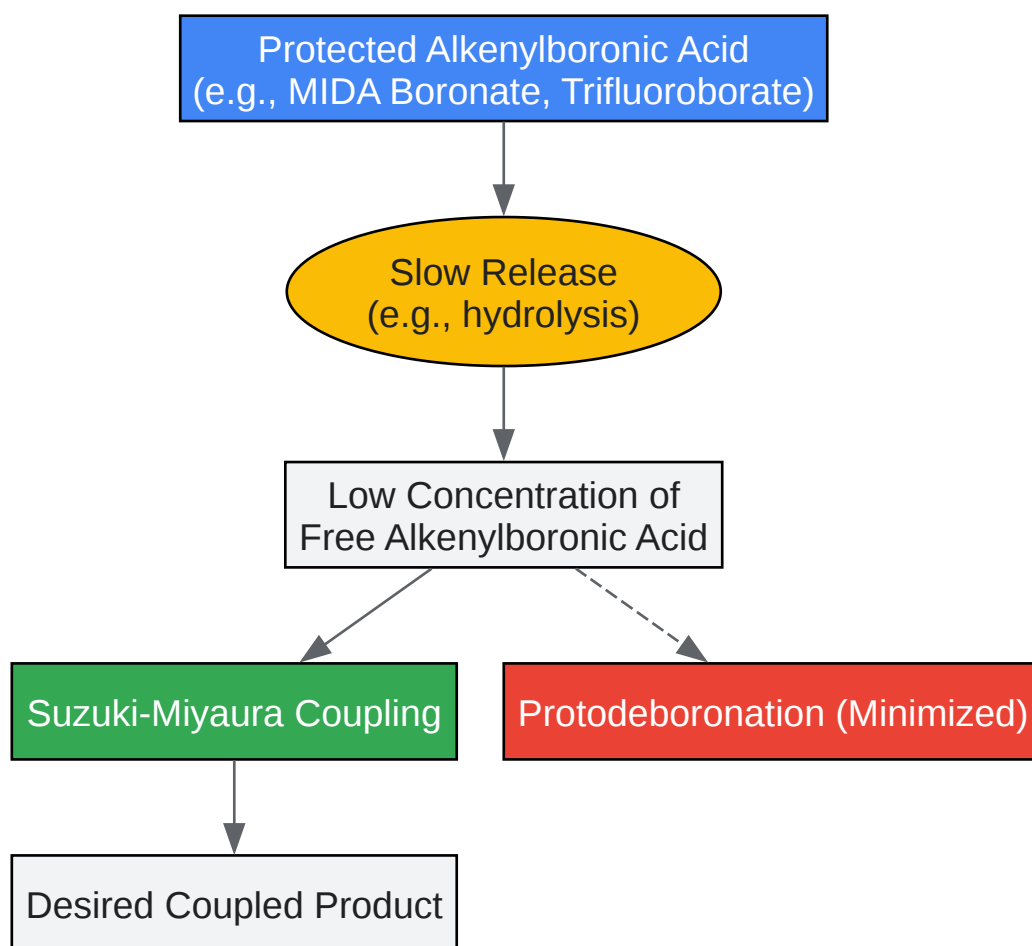 Protected Alkenylboronic Acid
(e.g., MIDA Boronate, Trifluoroborate)
Slow Release
(e.g., hydrolysis)
Low Concentration of
Free Alkenylboronic Acid
Suzuki-Miyaura Coupling
Protodeboronation (Minimized)
Desired Coupled Product